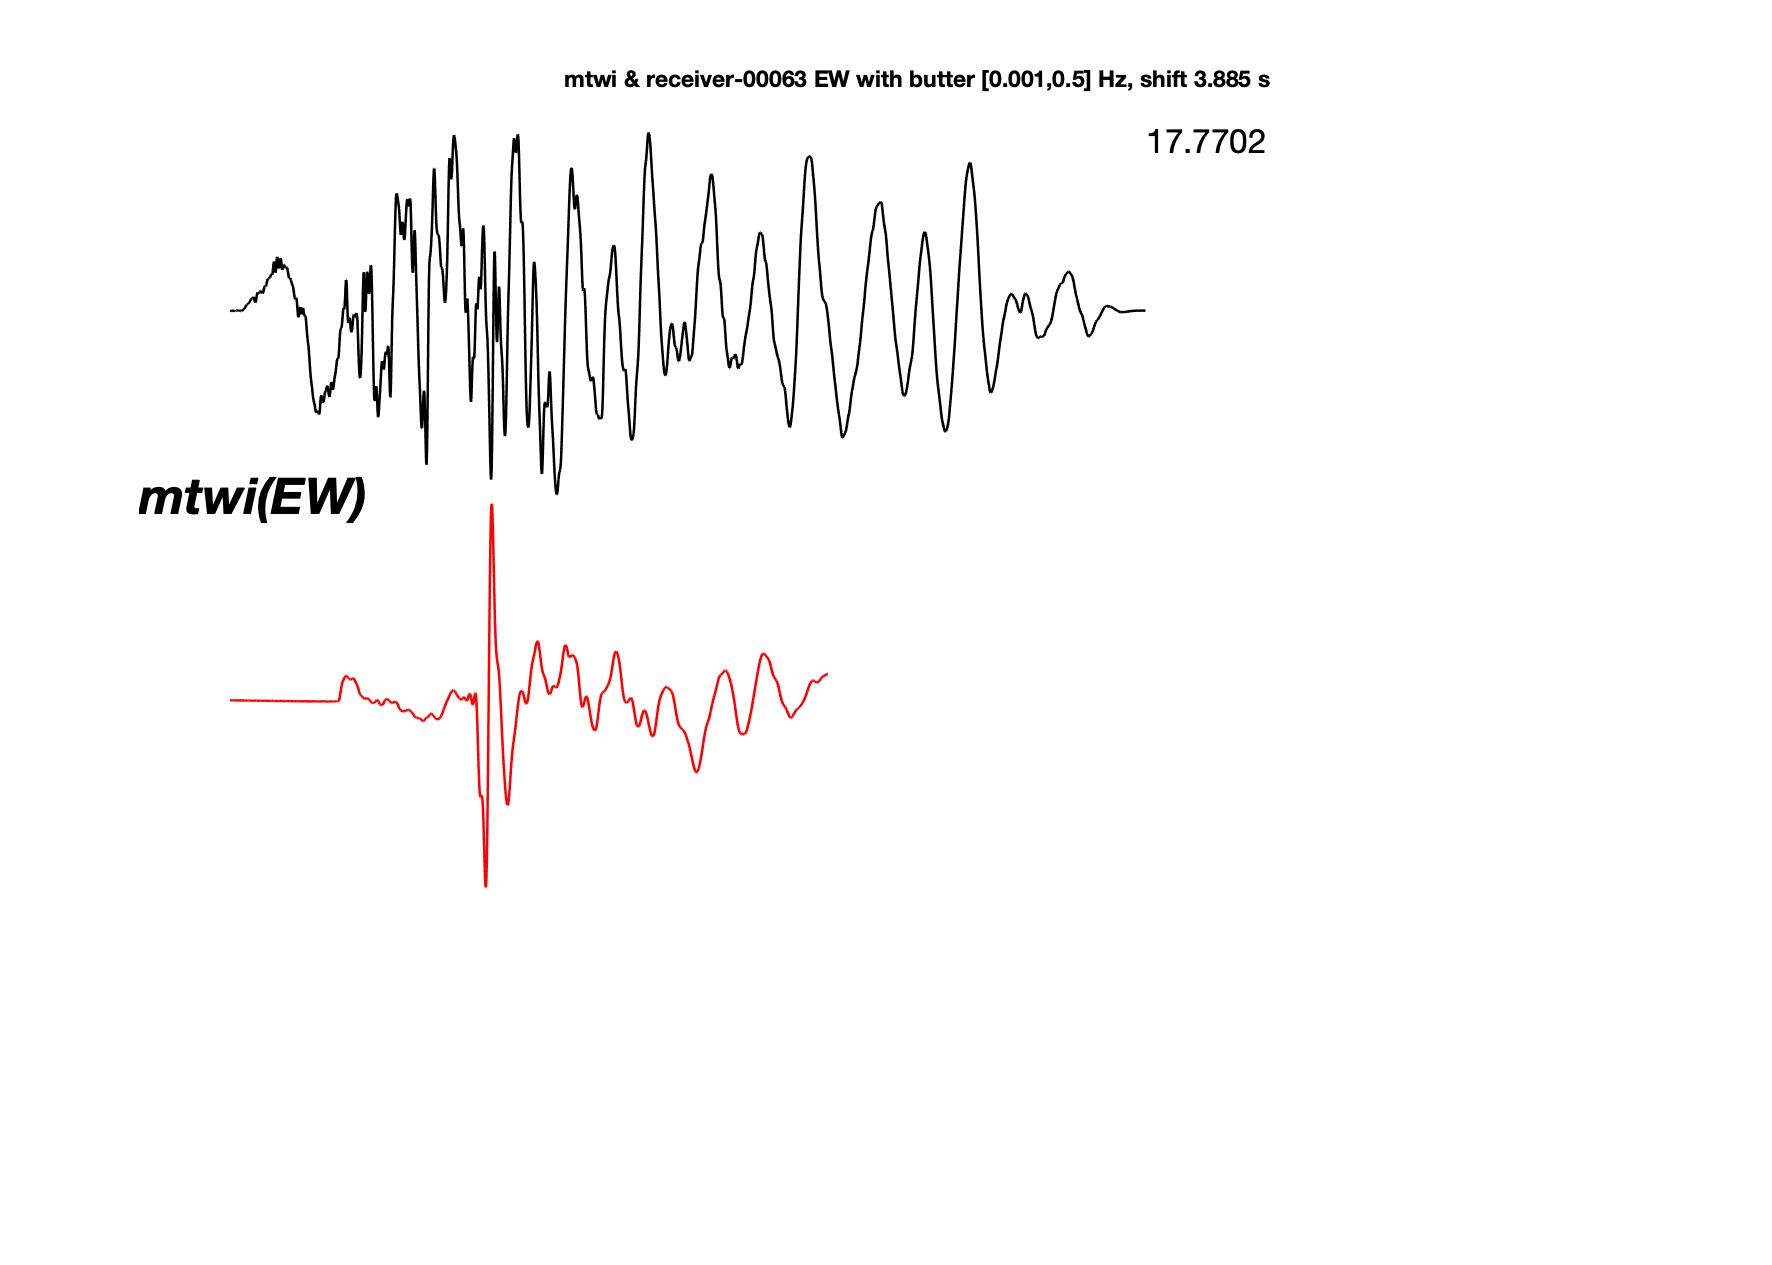 mtwi & receiver-00063 EW with butter [0.001,0.5] Hz, shift 3.885 s
17.7702
mtwi(EW)